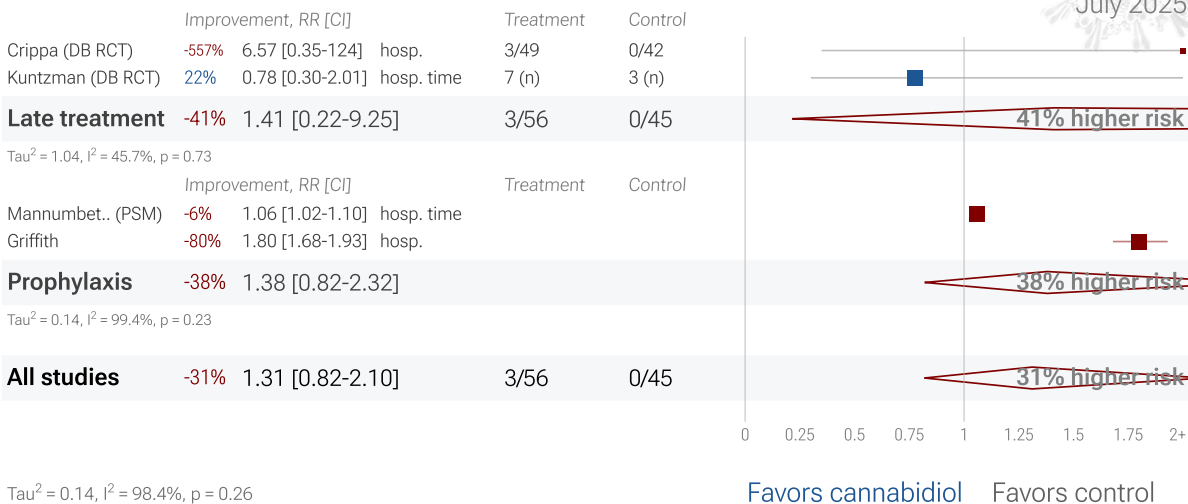 July 2025
Improvement, RR [CI] Treatment Control
Crippa (DB RCT) -557% 6.57 [0.35-124] hosp. 3/49 0/42
Kuntzman (DB RCT) 22% 0.78 [0.30-2.01] hosp. time 7 (n) 3 (n)
Late treatment -41% 1.41 [0.22-9.25] 3/56 0/45 41% higher risk
Tau² = 1.04, I² = 45.7%, p = 0.73
Improvement, RR [CI] Treatment Control
Mannumbet.. (PSM) -6% 1.06 [1.02-1.10] hosp. time
Griffith -80% 1.80 [1.68-1.93] hosp.
Prophylaxis -38% 1.38 [0.82-2.32] 38% higher risk
Tau² = 0.14, I² = 99.4%, p = 0.23
All studies -31% 1.31 [0.82-2.10] 3/56 0/45 31% higher risk
0 0.25 0.5 0.75 1 1.25 1.5 1.75 2+
Tau² = 0.14, I² = 98.4%, p = 0.26 Favors cannabidiol Favors control